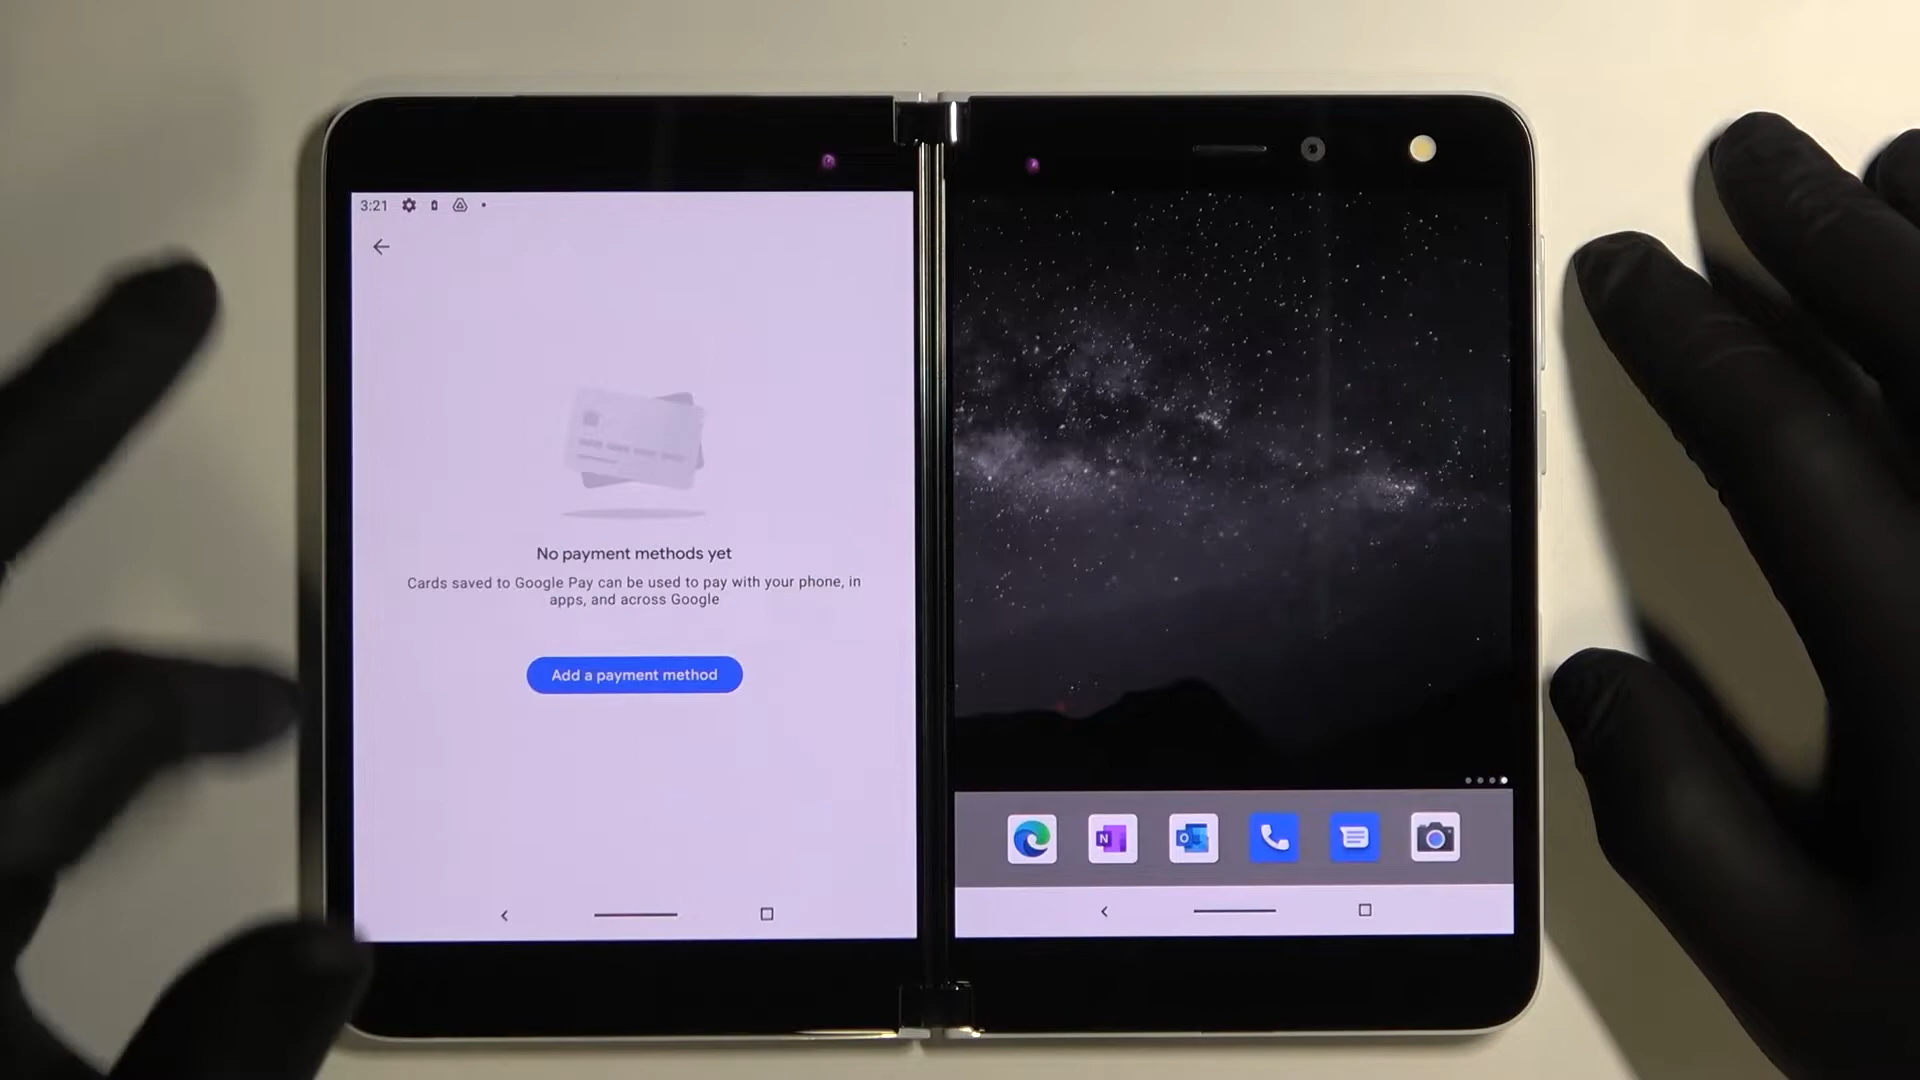 3:21
No payment methods yet
Cards saved to Google Pay can be used to pay with your phone, in
apps, and across Google
Add a payment method
N
O